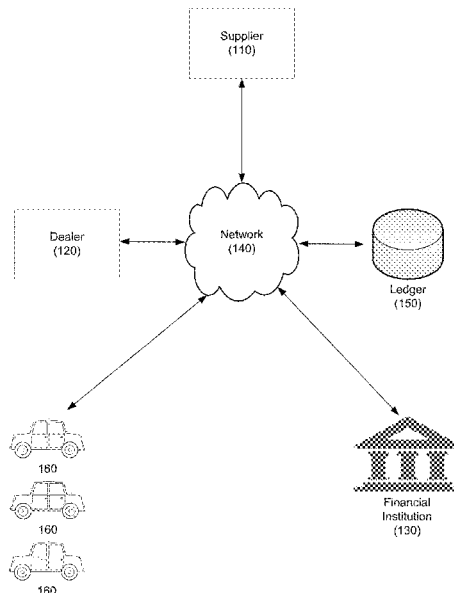 Supplier
(110)
Dealer
(120)
Network
(140)
Ledger
(150)
160
160
160
Financial
Institution
(130)